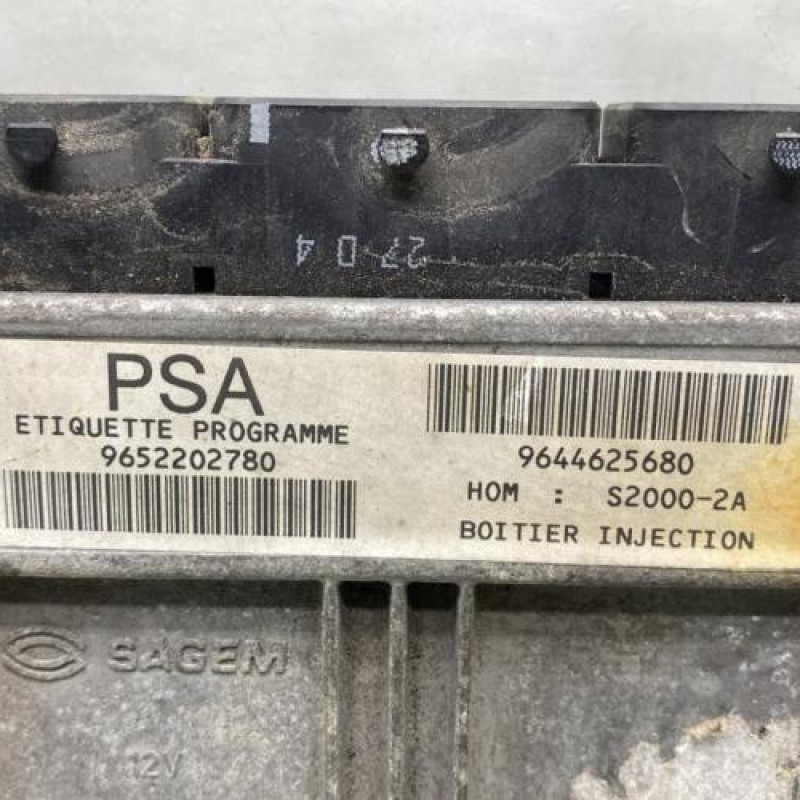 27 04
PSA
ETIQUETTE PROGRAMME
9652202780
9644625680
HOM : S2000-2A
BOITIER INJECTION
SAGEM
12V